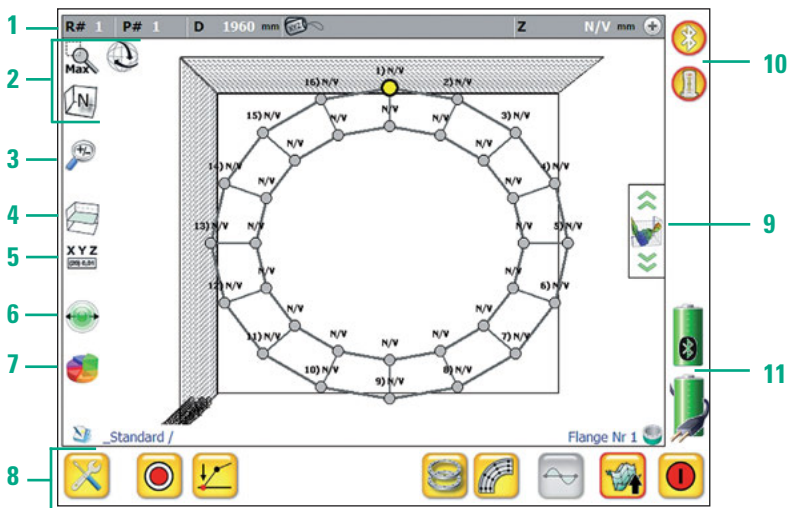 1 R# 1 P# 1 D 1960 mm XYZ Z N/V mm +
10
2 Max
N
3 +/-
4
5 XYZ
6
7
9
11
1) N/V
16) N/V 2) N/V
N/V
15) N/V N/V N/V 3) N/V
N/V N/V
14) N/V 4) N/V
N/V N/V
13) N/V N/V N/V 5) N/V
N/V N/V
12) N/V 6) N/V
N/V N/V
11) N/V N/V N/V 7) N/V
N/V
10) N/V 8) N/V
9) N/V
_Standard / Flange Nr 1
8